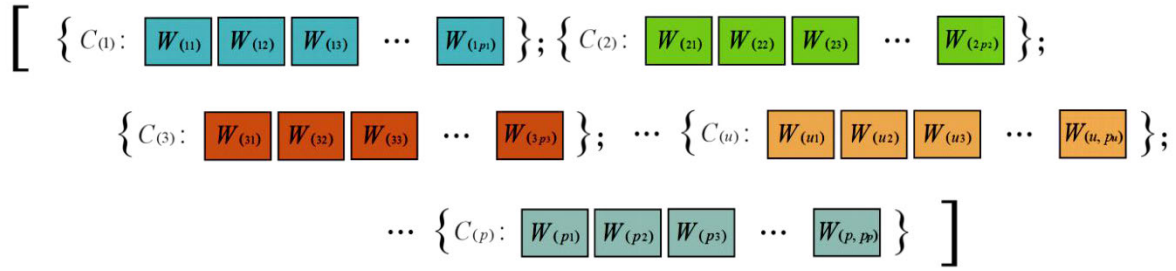 [ { C(1): W(11) W(12) W(13) ... W(1p1) }; { C(2): W(21) W(22) W(23) ... W(2p2) };
{ C(3): W(31) W(32) W(33) ... W(3p3) }; ... { C(u): W(u1) W(u2) W(u3) ... W(u, pu) };
... { C(p): W(p1) W(p2) W(p3) ... W(p, pp) } ]